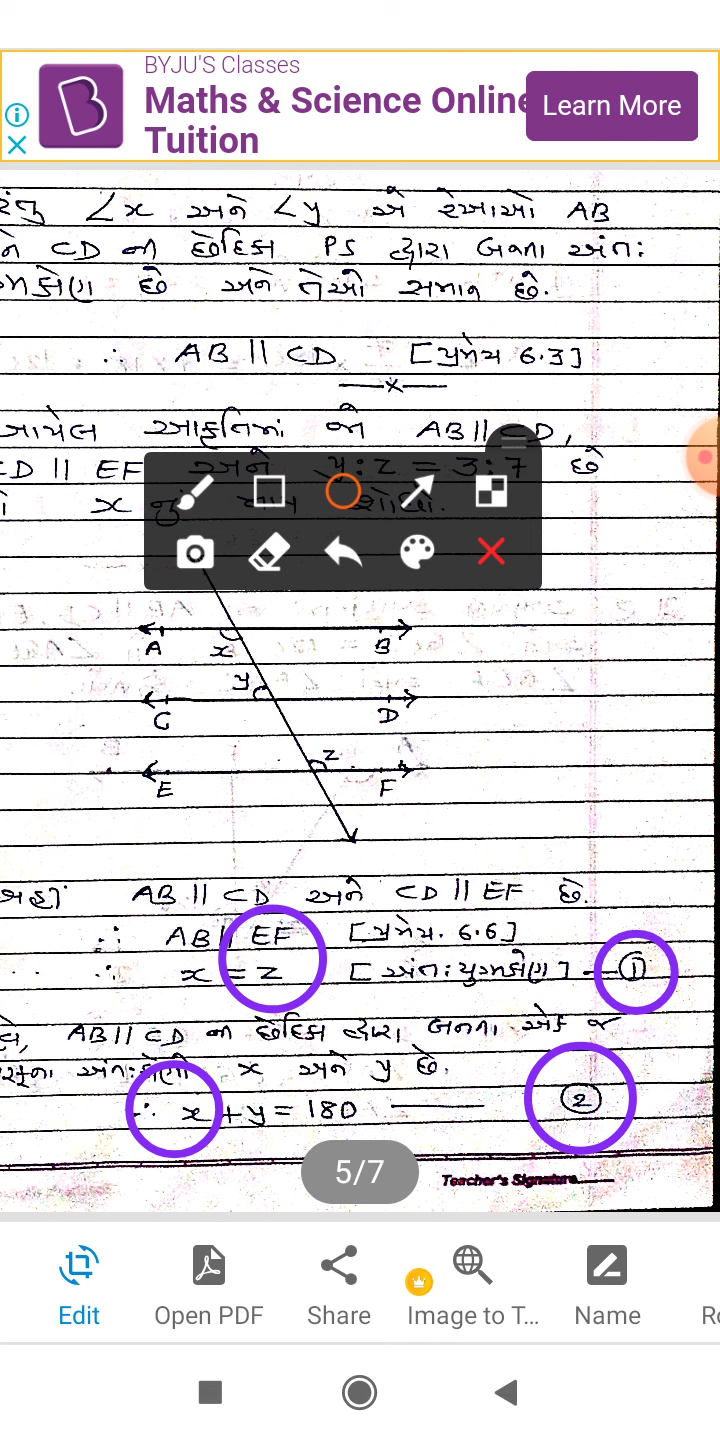 BYJU'S Classes
Maths & Science Online
Tuition
Learn More
∠x અને ∠y એ રેખાઓ AB
CD ની છેદિકા PS દ્વારા બનતા અંતઃ
છે અને તેઓ સમાન છે.
∴ AB || CD [પ્રમેય 6.3]
—x—
આકૃતિમાં જો AB || CD,
CD || EF અને y : z = 3 : 7 છે
x નું માન શોધો.
A x B
y
C D
z
E F
AB || CD અને CD || EF છે.
∴ AB || EF [પ્રમેય. 6.6]
∴ x = z [અંતઃયુગ્મકોણ] — ①
AB || CD ની છેદિકા દ્વારા બનતા એક જ
અંતઃકોણો x અને y છે.
∴ x + y = 180 — ②
5/7
Teacher's Signature
Edit
Open PDF
Share
Image to T...
Name